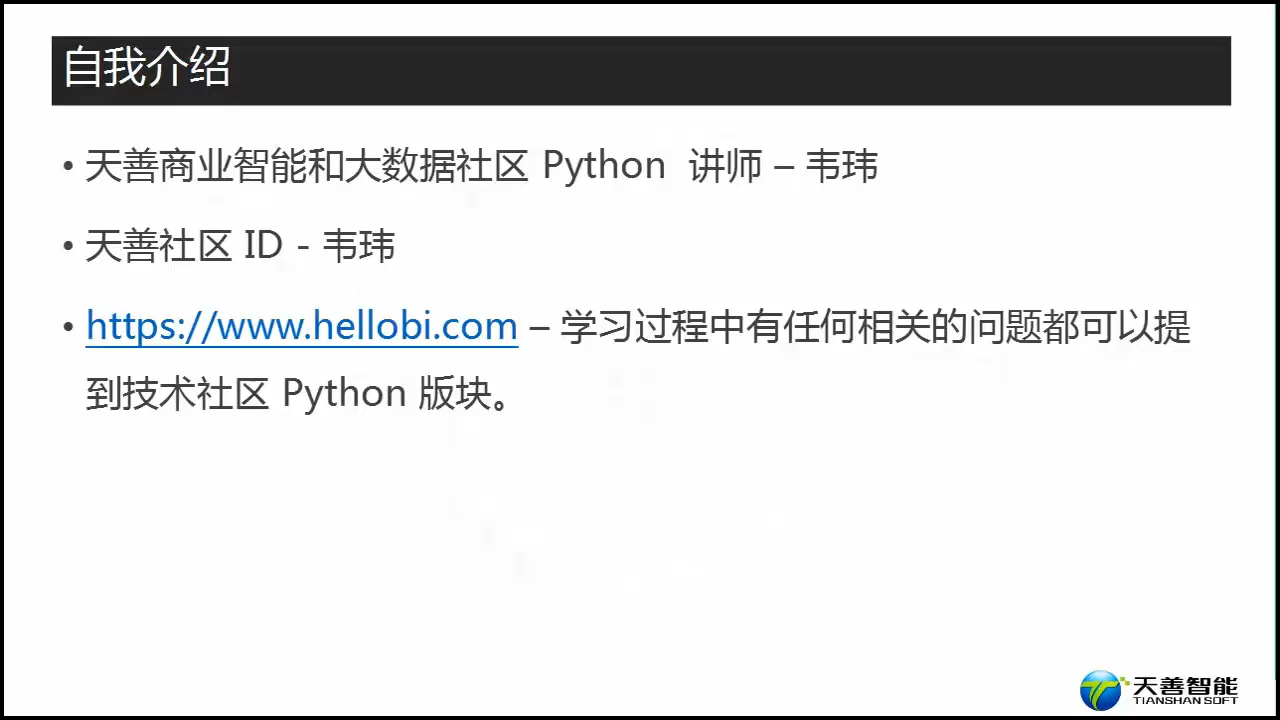 自我介绍
• 天善商业智能和大数据社区 Python 讲师 – 韦玮
• 天善社区 ID - 韦玮
• https://www.hellobi.com – 学习过程中有任何相关的问题都可以提
到技术社区 Python 版块。
天善智能
TIANSHAN SOFT